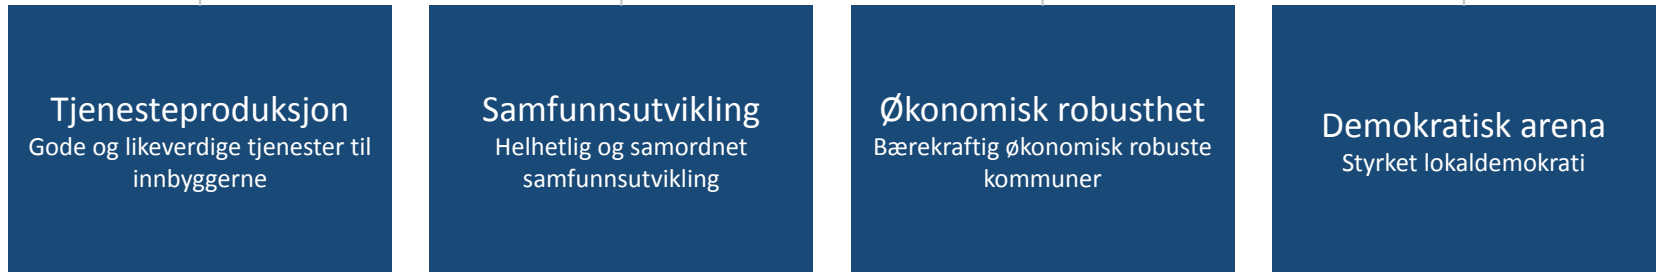 Tjenesteproduksjon
Gode og likeverdige tjenester til
innbyggerne
Samfunnsutvikling
Helhetlig og samordnet
samfunnsutvikling
Økonomisk robusthet
Bærekraftig økonomisk robuste
kommuner
Demokratisk arena
Styrket lokaldemokrati